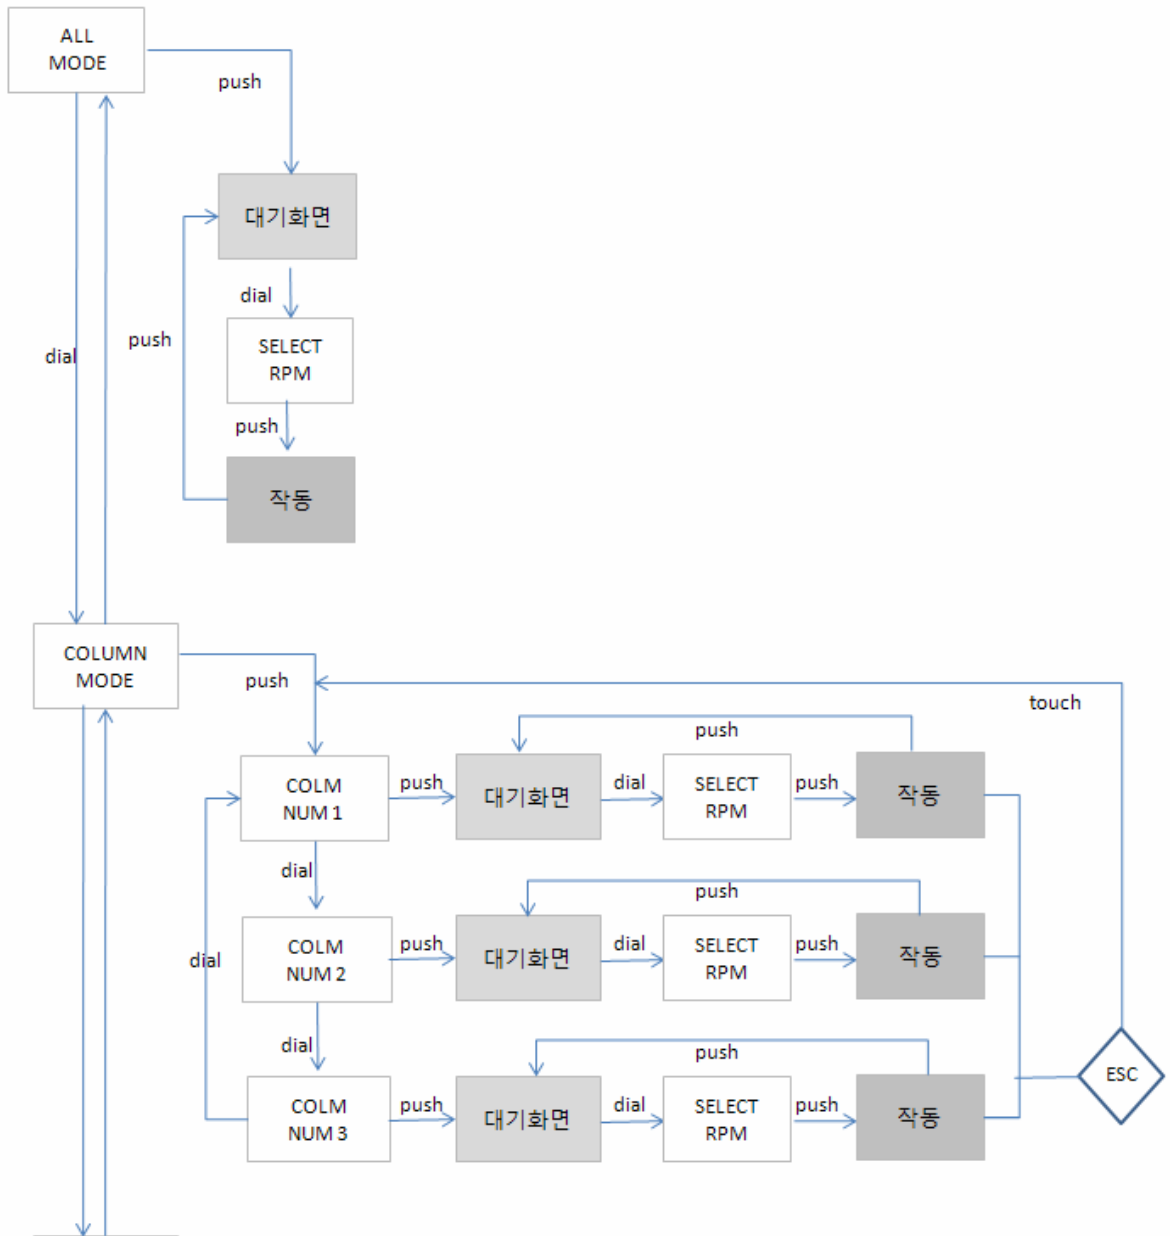 ALL
MODE
push
대기화면
dial
SELECT
RPM
push
push
작동
dial
COLUMN
MODE
push
touch
push
COLM
NUM 1
push
대기화면
dial
SELECT
RPM
push
작동
dial
push
COLM
NUM 2
push
대기화면
dial
SELECT
RPM
push
작동
dial
dial
push
COLM
NUM 3
push
대기화면
dial
SELECT
RPM
push
작동
ESC